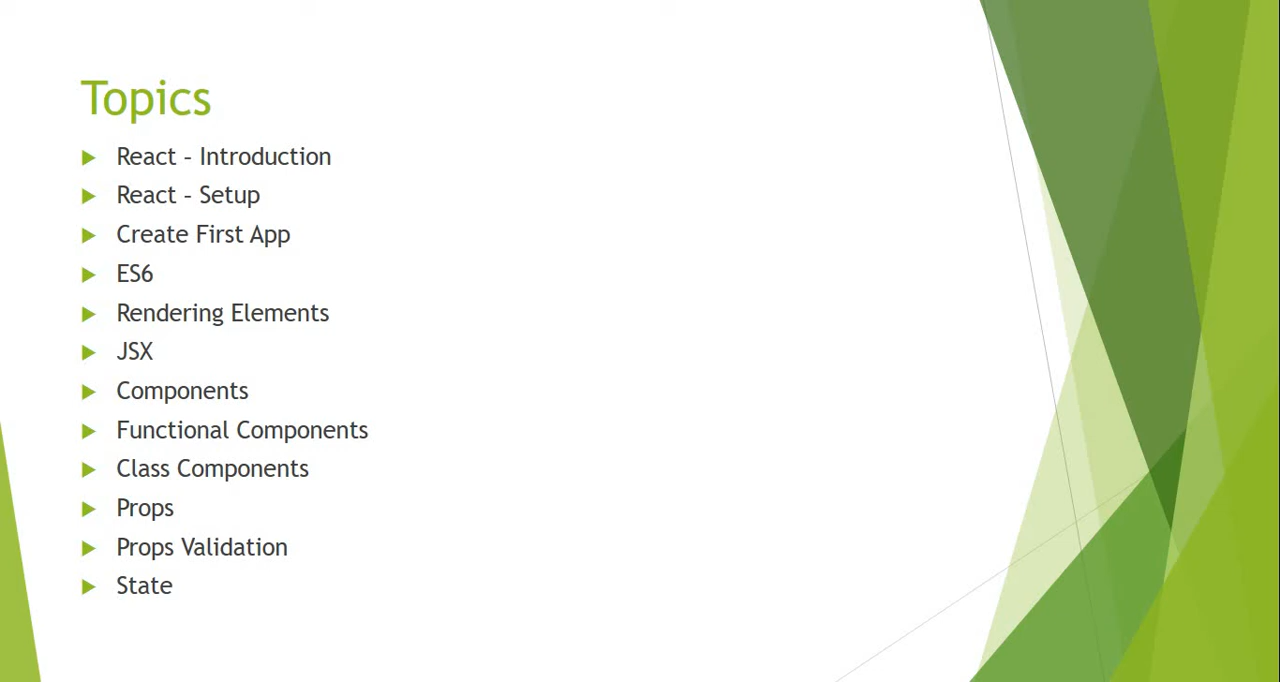 Topics
React - Introduction
React - Setup
Create First App
ES6
Rendering Elements
JSX
Components
Functional Components
Class Components
Props
Props Validation
State